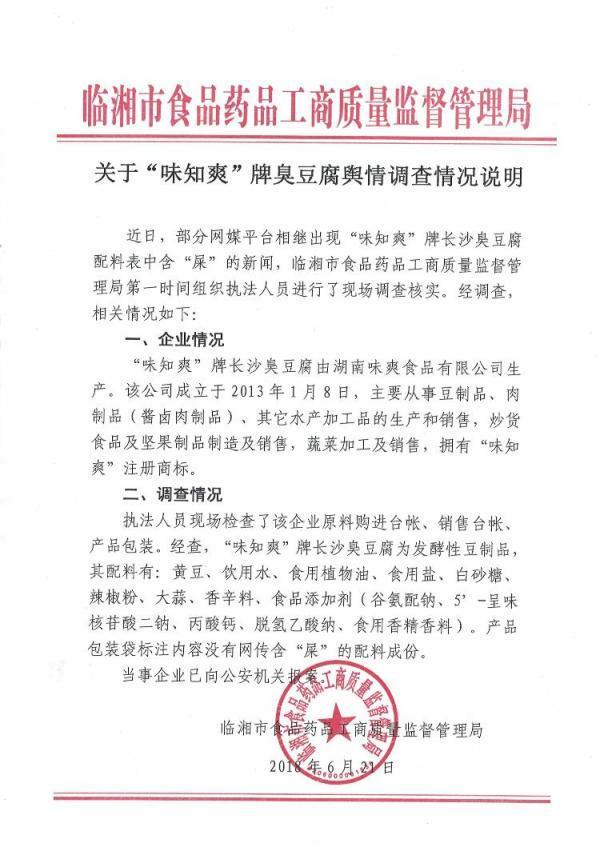 临湘市食品药品工商质量监督管理局
关于“味知爽”牌臭豆腐舆情调查情况说明
近日，部分网媒平台相继出现“味知爽”牌长沙臭豆腐
配料表中含“屎”的新闻，临湘市食品药品工商质量监督管
理局第一时间组织执法人员进行了现场调查核实。经调查，
相关情况如下：
一、企业情况
“味知爽”牌长沙臭豆腐由湖南味爽食品有限公司生
产。该公司成立于2013年1月8日，主要从事豆制品、肉
制品（酱卤肉制品）、其它水产加工品的生产和销售，炒货
食品及坚果制品制造及销售，蔬菜加工及销售，拥有“味知
爽”注册商标。
二、调查情况
执法人员现场检查了该企业原料购进台帐、销售台帐、
产品包装。经查，“味知爽”牌长沙臭豆腐为发酵性豆制品，
其配料有：黄豆、饮用水、食用植物油、食用盐、白砂糖、
辣椒粉、大蒜、香辛料、食品添加剂（谷氨配钠、5’-呈味
核苷酸二钠、丙酸钙、脱氢乙酸纳、食用香精香料）。产品
包装袋标注内容没有网传含“屎”的配料成份。
当事企业已向公安机关报案。
临湘市食品药品工商质量监督管理局
2018年6月21日
临湘市食品药品工商质量监督管理局